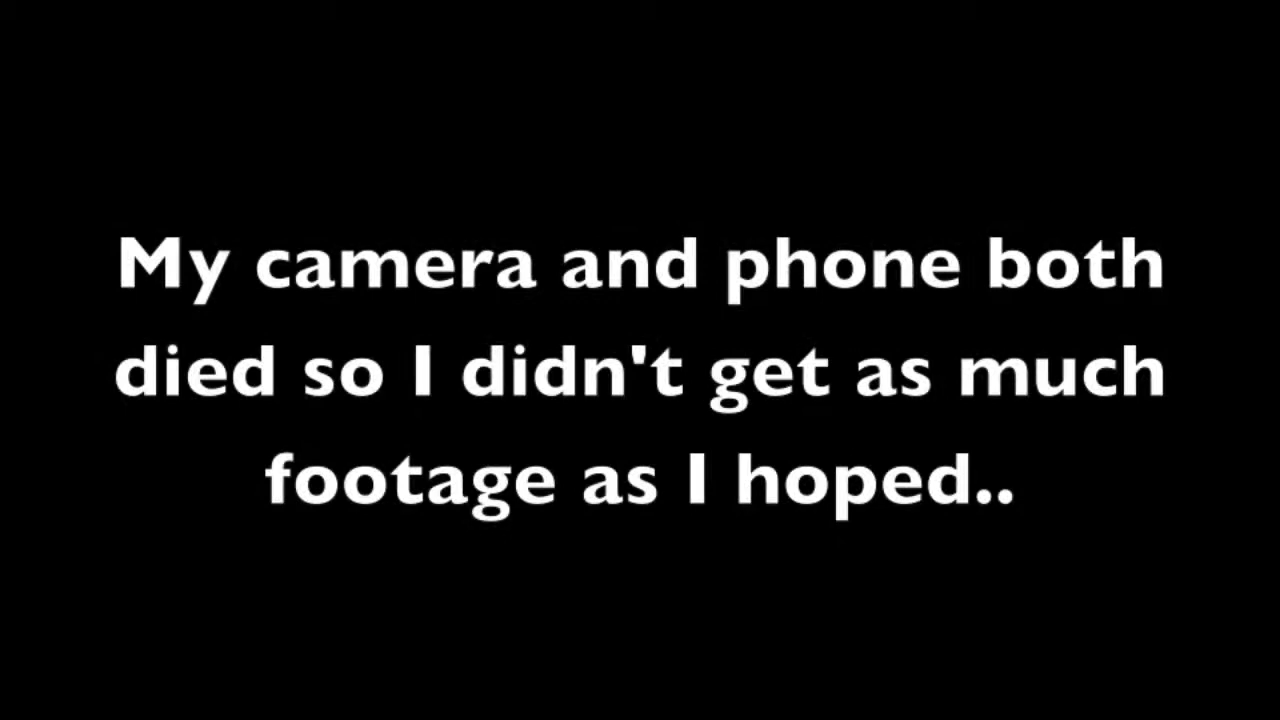 My camera and phone both
died so I didn't get as much
footage as I hoped..